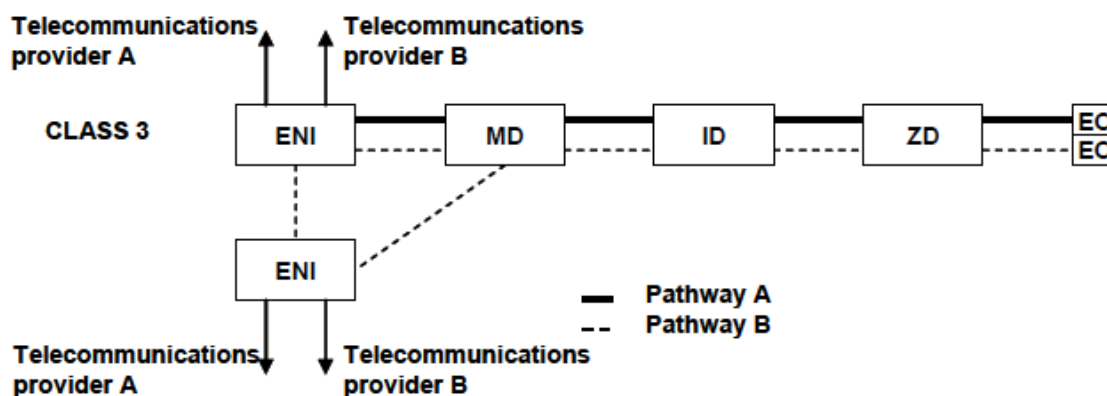 Telecommunications
provider A
Telecommuncations
provider B
CLASS 3
ENI
MD
ID
ZD
EO
EO
ENI
Pathway A
Pathway B
Telecommunications
provider A
Telecommunications
provider B